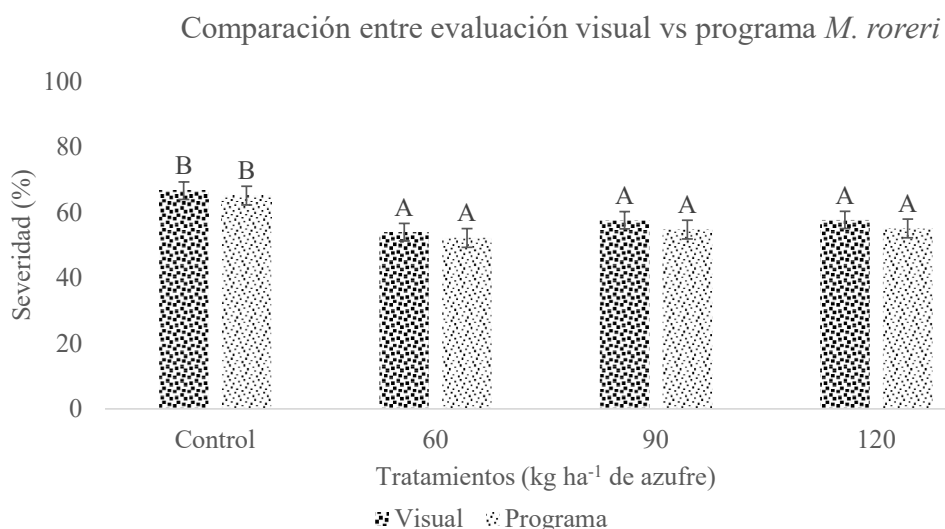 Comparación entre evaluación visual vs programa M. roreri
100
80
60
40
20
0
Severidad (%)
B B A A A A A A
Control 60 90 120
Tratamientos (kg ha⁻¹ de azufre)
Visual Programa